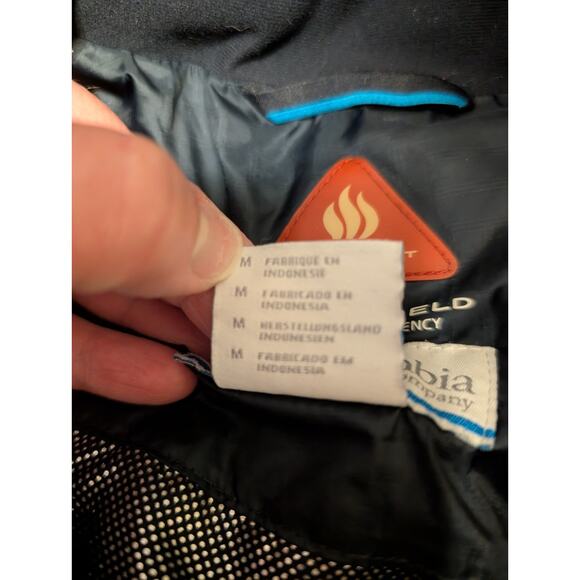 M FABRIQUE EN
INDONESIE
M FABRICADO EN
INDONESIA
M HERSTELLUNGSLAND
INDONESIEN
M FABRICADO EM
INDONESIA
T
ELD
ENCY
bia
ompany